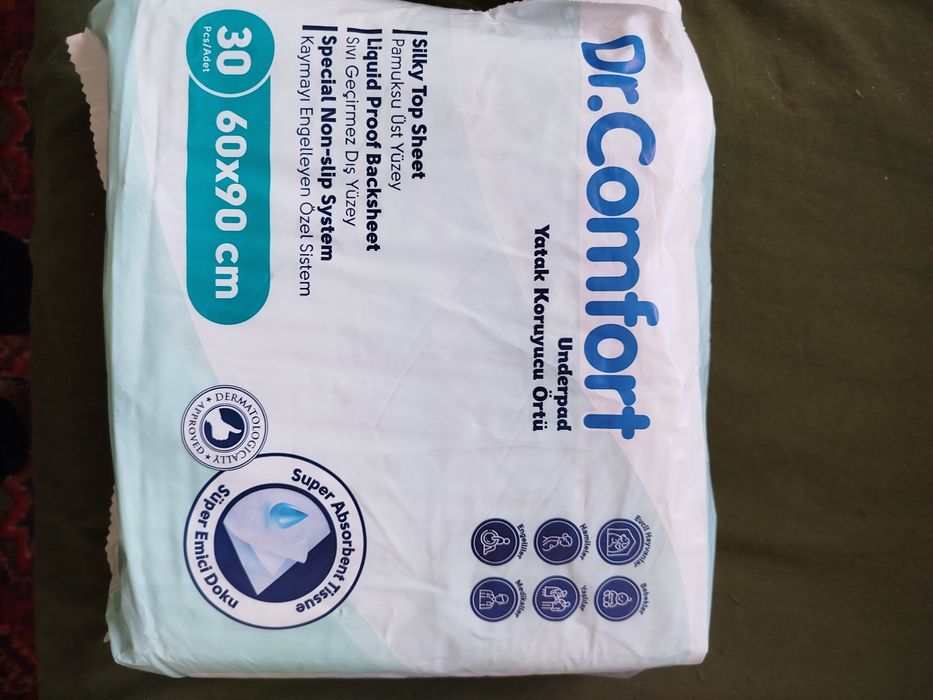 Dr.Comfort
Underpad
Yatak Koruyucu Örtü
Evcil Hayvanlar
Bebekler
Hamileler
Yaşlılar
Engelliler
Medikaller
Silky Top Sheet
Pamuksu Üst Yüzey
Liquid Proof Backsheet
Sıvı Geçirmez Dış Yüzey
Special Non-slip System
Kaymayı Engelleyen Özel Sistem
30
Pcs/Adet
60x90 cm
DERMATOLOGICALLY
APPROVED
Super Absorbent Tissue
Süper Emici Doku